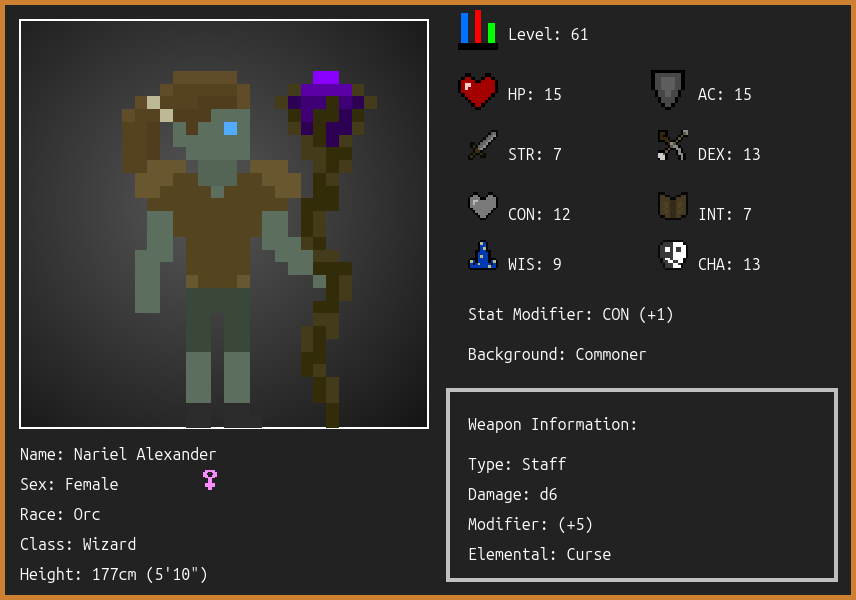 Level: 61
HP: 15
AC: 15
STR: 7
DEX: 13
CON: 12
INT: 7
WIS: 9
CHA: 13
Stat Modifier: CON (+1)
Background: Commoner
Weapon Information:
Type: Staff
Damage: d6
Modifier: (+5)
Elemental: Curse
Name: Nariel Alexander
Sex: Female
Race: Orc
Class: Wizard
Height: 177cm (5'10")